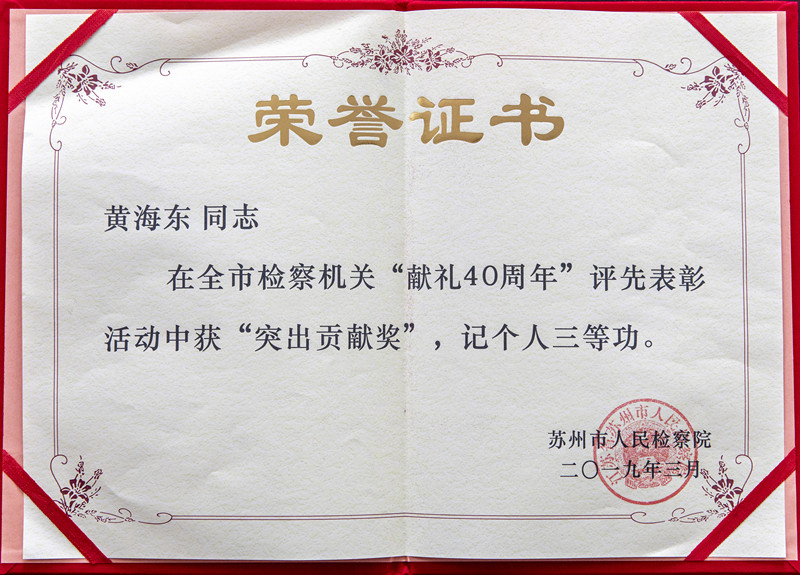 荣誉证书
黄海东 同志
在全市检察机关“献礼40周年”评先表彰
活动中获“突出贡献奖”，记个人三等功。
苏州市人民检察院
二〇一九年三月